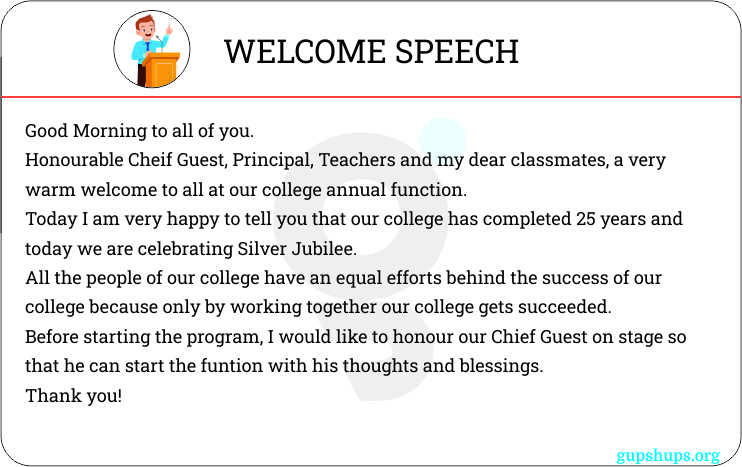 WELCOME SPEECH
Good Morning to all of you.
Honourable Cheif Guest, Principal, Teachers and my dear classmates, a very
warm welcome to all at our college annual function.
Today I am very happy to tell you that our college has completed 25 years and
today we are celebrating Silver Jubilee.
All the people of our college have an equal efforts behind the success of our
college because only by working together our college gets succeeded.
Before starting the program, I would like to honour our Chief Guest on stage so
that he can start the funtion with his thoughts and blessings.
Thank you!
gupshups.org